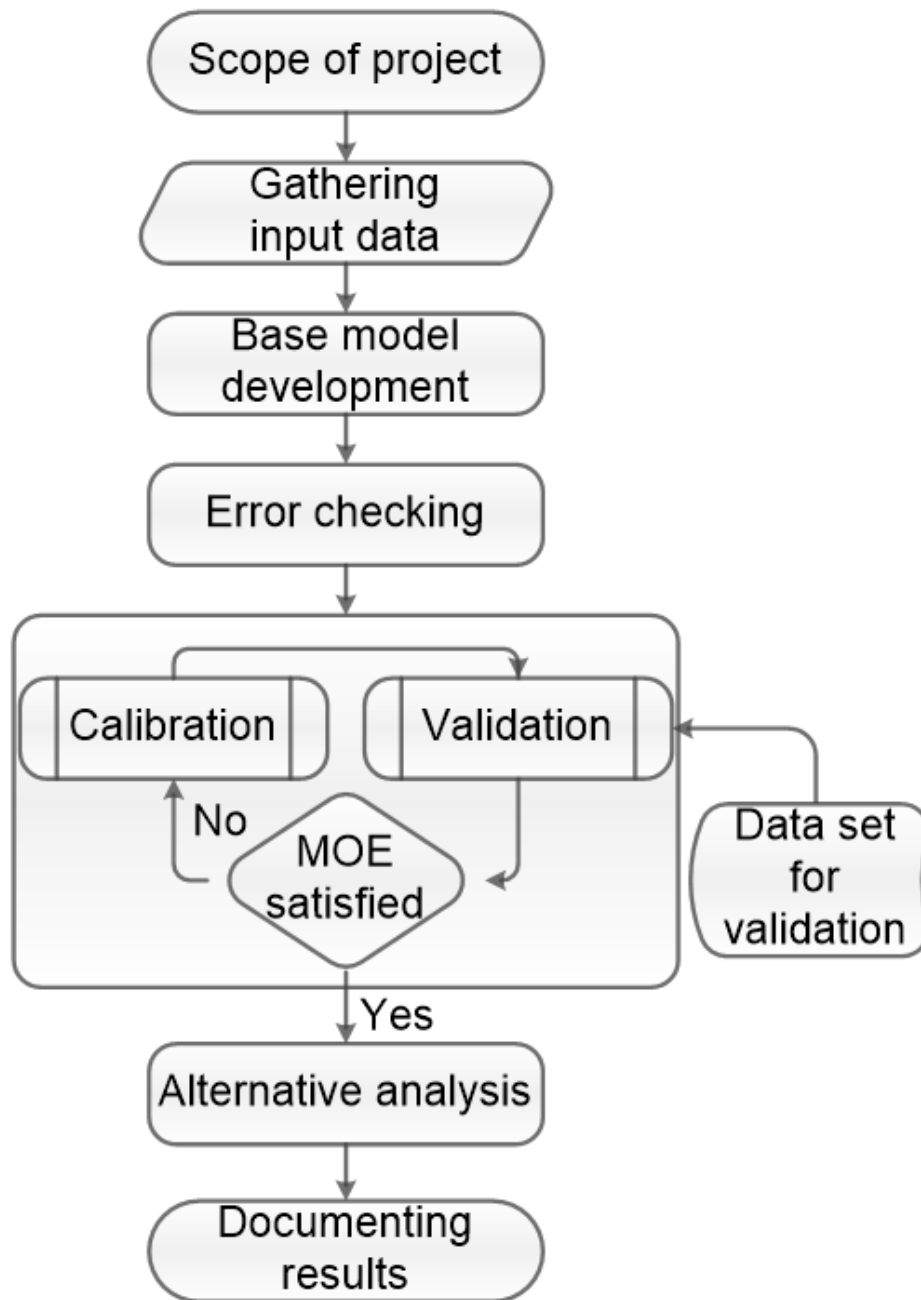 Scope of project
Gathering
input data
Base model
development
Error checking
Calibration
Validation
No
MOE
satisfied
Data set
for
validation
Yes
Alternative analysis
Documenting
results